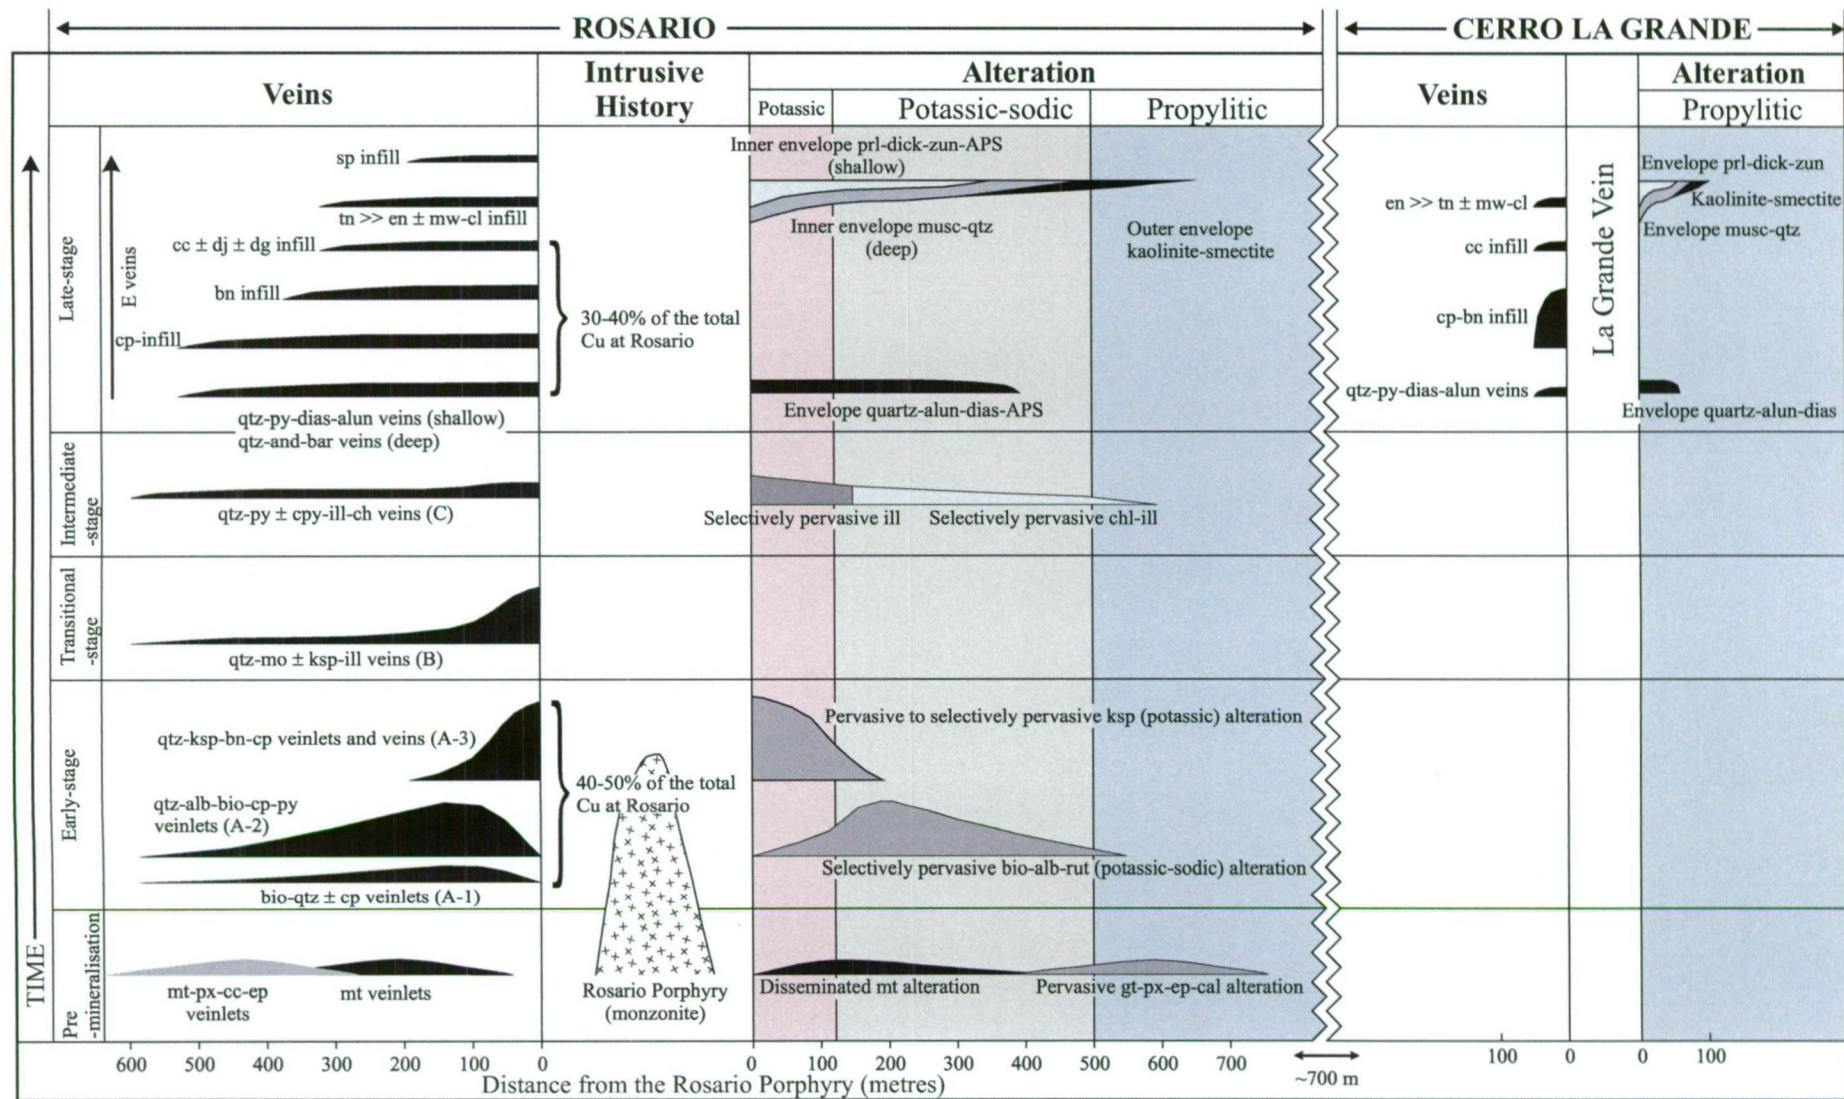 ROSARIO
CERRO LA GRANDE
Veins
Intrusive
History
Alteration
Potassic
Potassic-sodic
Propylitic
Veins
Alteration
Propylitic
TIME
Late-stage
E veins
sp infill
tn >> en ± mw-cl infill
cc ± dj ± dg infill
bn infill
cp-infill
qtz-py-dias-alun veins (shallow)
qtz-and-bar veins (deep)
30-40% of the total
Cu at Rosario
Inner envelope prl-dick-zun-APS
(shallow)
Inner envelope musc-qtz
(deep)
Outer envelope
kaolinite-smectite
Envelope quartz-alun-dias-APS
en >> tn ± mw-cl
cc infill
cp-bn infill
qtz-py-dias-alun veins
La Grande Vein
Envelope prl-dick-zun
Kaolinite-smectite
Envelope musc-qtz
Envelope quartz-alun-dias
Intermediate
-stage
qtz-py ± cpy-ill-ch veins (C)
Selectively pervasive ill
Selectively pervasive chl-ill
Transitional
-stage
qtz-mo ± ksp-ill veins (B)
Early-stage
qtz-ksp-bn-cp veinlets and veins (A-3)
qtz-alb-bio-cp-py
veinlets (A-2)
bio-qtz ± cp veinlets (A-1)
40-50% of the total
Cu at Rosario
Pervasive to selectively pervasive ksp (potassic) alteration
Selectively pervasive bio-alb-rut (potassic-sodic) alteration
Pre
-mineralisation
mt-px-cc-ep
veinlets
mt veinlets
Rosario Porphyry
(monzonite)
Disseminated mt alteration
Pervasive gt-px-ep-cal alteration
600 500 400 300 200 100 0
0 100 200 300 400 500 600 700
~700 m
100 0
0 100
Distance from the Rosario Porphyry (metres)